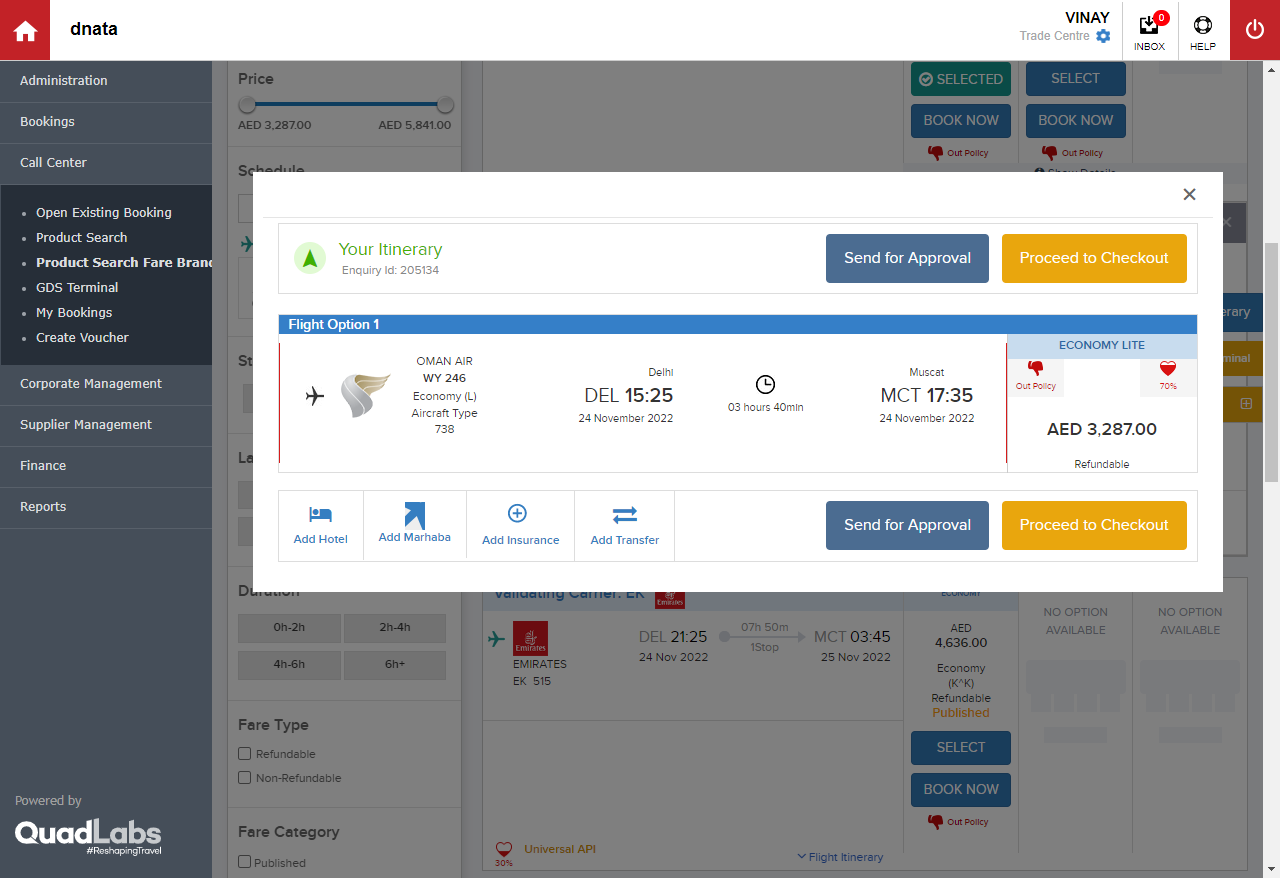 dnata
VINAY
Trade Centre
0
INBOX
HELP
Administration
Bookings
Call Center
Open Existing Booking
Product Search
Product Search Fare Bran
GDS Terminal
My Bookings
Create Voucher
Corporate Management
Supplier Management
Finance
Reports
Powered by
QuadLabs
#ReshapingTravel
Price
AED 3,287.00 AED 5,841.00
Schedule
SELECTED
SELECT
BOOK NOW
BOOK NOW
Out Policy
Out Policy
Show Details
Your Itinerary
Enquiry Id: 205134
Send for Approval
Proceed to Checkout
Flight Option 1
OMAN AIR
WY 246
Economy (L)
Aircraft Type
738
Delhi
DEL 15:25
24 November 2022
03 hours 40min
Muscat
MCT 17:35
24 November 2022
ECONOMY LITE
Out Policy
70%
AED 3,287.00
Refundable
Add Hotel
Add Marhaba
Add Insurance
Add Transfer
Send for Approval
Proceed to Checkout
erary
minal
St
La
Duration
0h-2h
2h-4h
4h-6h
6h+
Fare Type
Refundable
Non-Refundable
Fare Category
Published
Validating Carrier: EK
Emirates
Emirates
EMIRATES
EK 515
DEL 21:25
24 Nov 2022
07h 50m
1Stop
MCT 03:45
25 Nov 2022
ECONOMY
AED
4,636.00
Economy
(K^K)
Refundable
Published
SELECT
BOOK NOW
Out Policy
NO OPTION
AVAILABLE
NO OPTION
AVAILABLE
30%
Universal API
Flight Itinerary